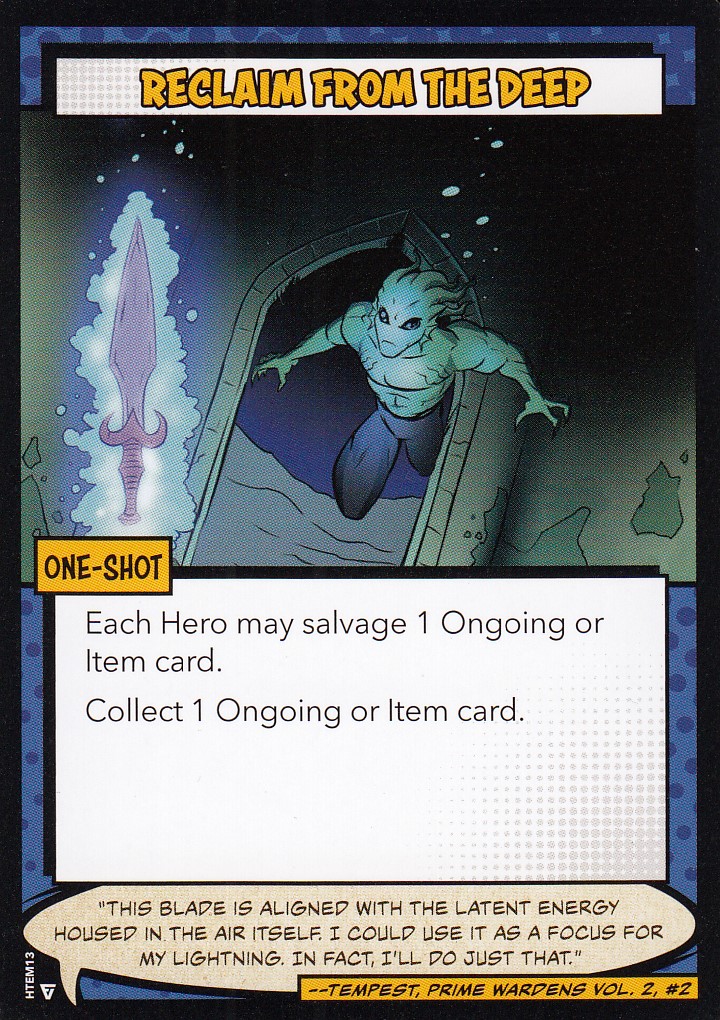 RECLAIM FROM THE DEEP
ONE-SHOT
Each Hero may salvage 1 Ongoing or
Item card.
Collect 1 Ongoing or Item card.
"THIS BLADE IS ALIGNED WITH THE LATENT ENERGY
HOUSED IN THE AIR ITSELF. I COULD USE IT AS A FOCUS FOR
MY LIGHTNING. IN FACT, I'LL DO JUST THAT."
--TEMPEST, PRIME WARDENS VOL. 2, #2
HTEM13